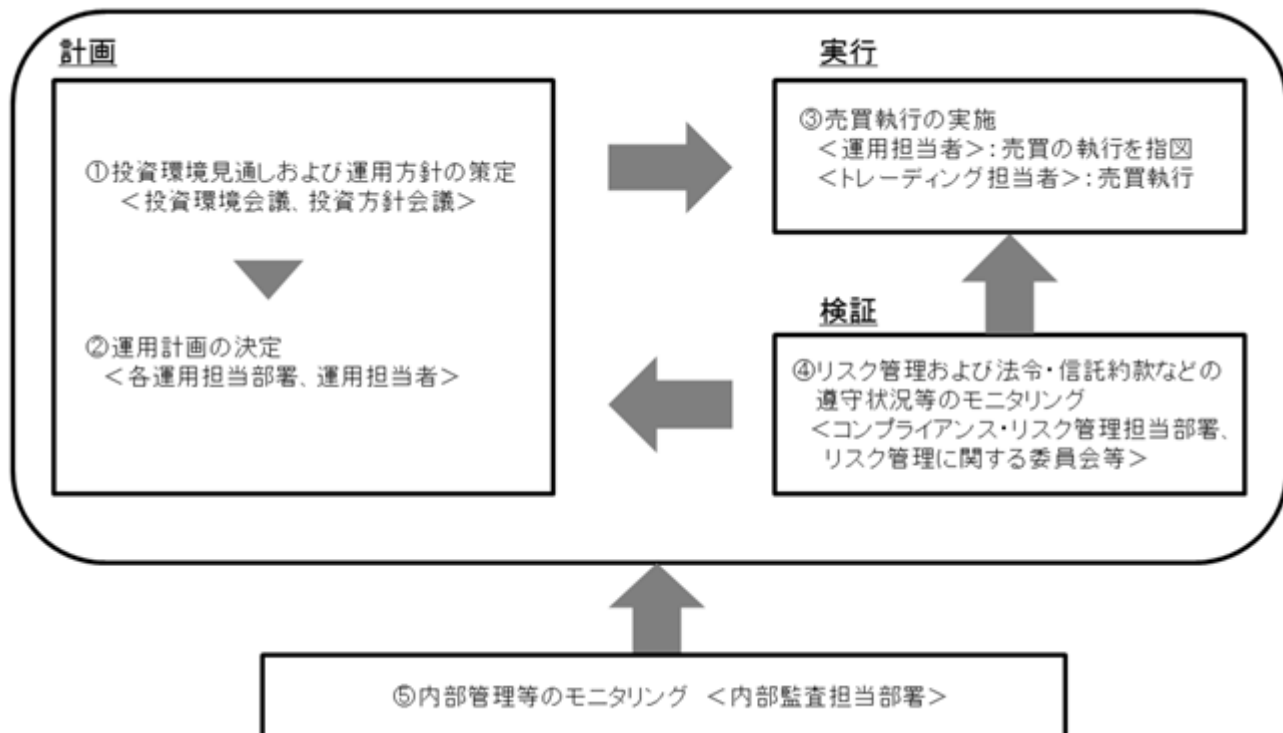 計画
①投資環境見通しおよび運用方針の策定
＜投資環境会議、投資方針会議＞
②運用計画の決定
＜各運用担当部署、運用担当者＞
実行
③売買執行の実施
＜運用担当者＞：売買の執行を指図
＜トレーディング担当者＞：売買執行
検証
④リスク管理および法令・信託約款などの
遵守状況等のモニタリング
＜コンプライアンス・リスク管理担当部署、
リスク管理に関する委員会等＞
⑤内部管理等のモニタリング ＜内部監査担当部署＞